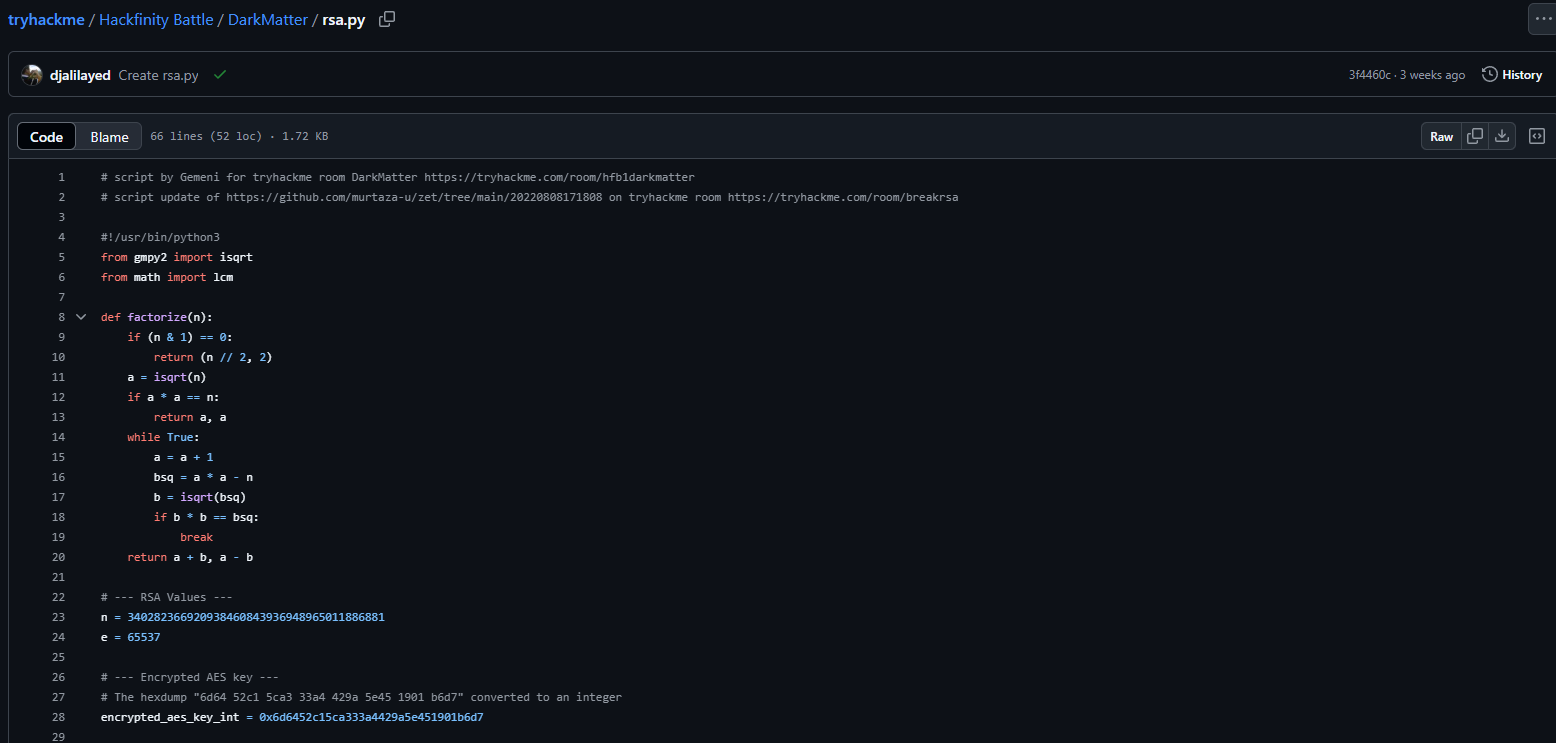 tryhackme / Hackfinity Battle / DarkMatter / rsa.py
djalilayed Create rsa.py 3f4460c · 3 weeks ago History
Code Blame 66 lines (52 loc) · 1.72 KB Raw
1 # script by Gemeni for tryhackme room DarkMatter https://tryhackme.com/room/hfb1darkmatter
2 # script update of https://github.com/murtaza-u/zet/tree/main/20220808171808 on tryhackme room https://tryhackme.com/room/breakrsa
3
4 #!/usr/bin/python3
5 from gmpy2 import isqrt
6 from math import lcm
7
8 def factorize(n):
9 if (n & 1) == 0:
10 return (n // 2, 2)
11 a = isqrt(n)
12 if a * a == n:
13 return a, a
14 while True:
15 a = a + 1
16 bsq = a * a - n
17 b = isqrt(bsq)
18 if b * b == bsq:
19 break
20 return a + b, a - b
21
22 # --- RSA Values ---
23 n = 340282366920938460843936948965011886881
24 e = 65537
25
26 # --- Encrypted AES key ---
27 # The hexdump "6d64 52c1 5ca3 33a4 429a 5e45 1901 b6d7" converted to an integer
28 encrypted_aes_key_int = 0x6d6452c15ca333a4429a5e451901b6d7
29